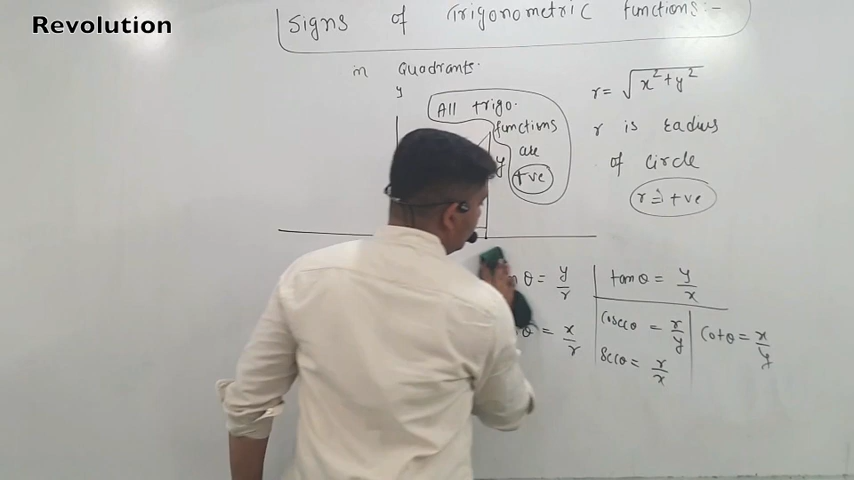 Revolution
Signs of Trigonometric functions:-
in Quadrants.
y
All trigo.
functions
are
+ve
y
r = √x²+y²
r is radius
of circle
r ⇒ +ve
θ = y/r
tanθ = y/x
θ = x/r
cosecθ = r/y
secθ = r/x
cotθ = x/y